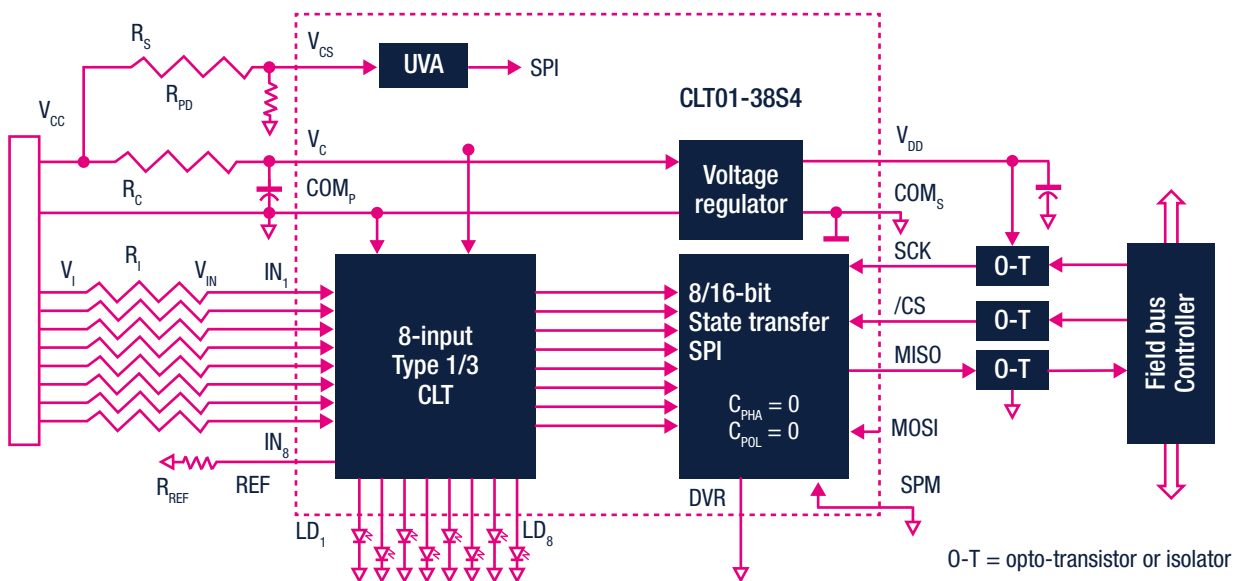 R_S
V_CS
UVA
SPI
R_PD
CLT01-38S4
V_CC
V_C
V_DD
R_C
COM_P
Voltage
regulator
COM_S
SCK
O-T
V_I
R_I
V_IN
IN_1
8-input
Type 1/3
CLT
8/16-bit
State transfer
SPI
C_PHA = 0
C_POL = 0
/CS
O-T
MISO
O-T
Field bus
Controller
MOSI
IN_8
R_REF
REF
DVR
SPM
LD_1
LD_8
O-T = opto-transistor or isolator